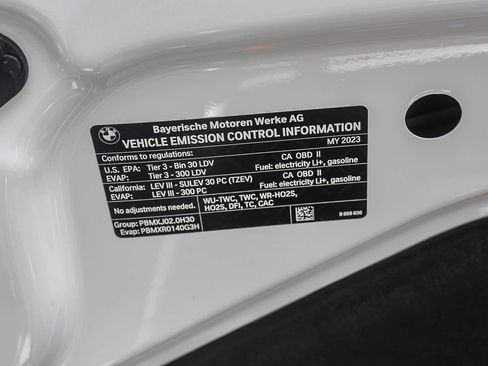 BMW
Bayerische Motoren Werke AG
VEHICLE EMISSION CONTROL INFORMATION
Conforms to regulations: MY 2023
U.S. EPA: Tier 3 - Bin 30 LDV CA OBD II
EVAP: Tier 3 - 300 LDV Fuel: electricity Li+, gasoline
California: LEV III - SULEV 30 PC (TZEV) CA OBD II
EVAP: LEV III - 300 PC Fuel: electricity Li+, gasoline
No adjustments needed. WU-TWC, TWC, WR-HO2S,
HO2S, DFI, TC, CAC
Group: PBMXJ02.0H30
Evap: PBMXR0140G3H 8 656 630